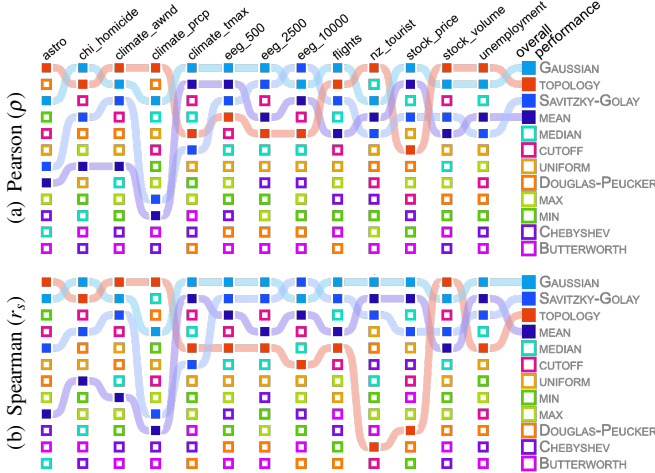 astro
chi_homicide
climate_awnd
climate_prcp
climate_tmax
eeg_500
eeg_2500
eeg_10000
flights
nz_tourist
stock_price
stock_volume
unemployment
overall
performance
(a) Pearson (ρ)
GAUSSIAN
TOPOLOGY
SAVITZKY-GOLAY
MEAN
MEDIAN
CUTOFF
UNIFORM
DOUGLAS-PEUCKER
MAX
MIN
CHEBYSHEV
BUTTERWORTH
(b) Spearman (rₛ)
GAUSSIAN
SAVITZKY-GOLAY
TOPOLOGY
MEAN
MEDIAN
CUTOFF
UNIFORM
MIN
MAX
DOUGLAS-PEUCKER
CHEBYSHEV
BUTTERWORTH